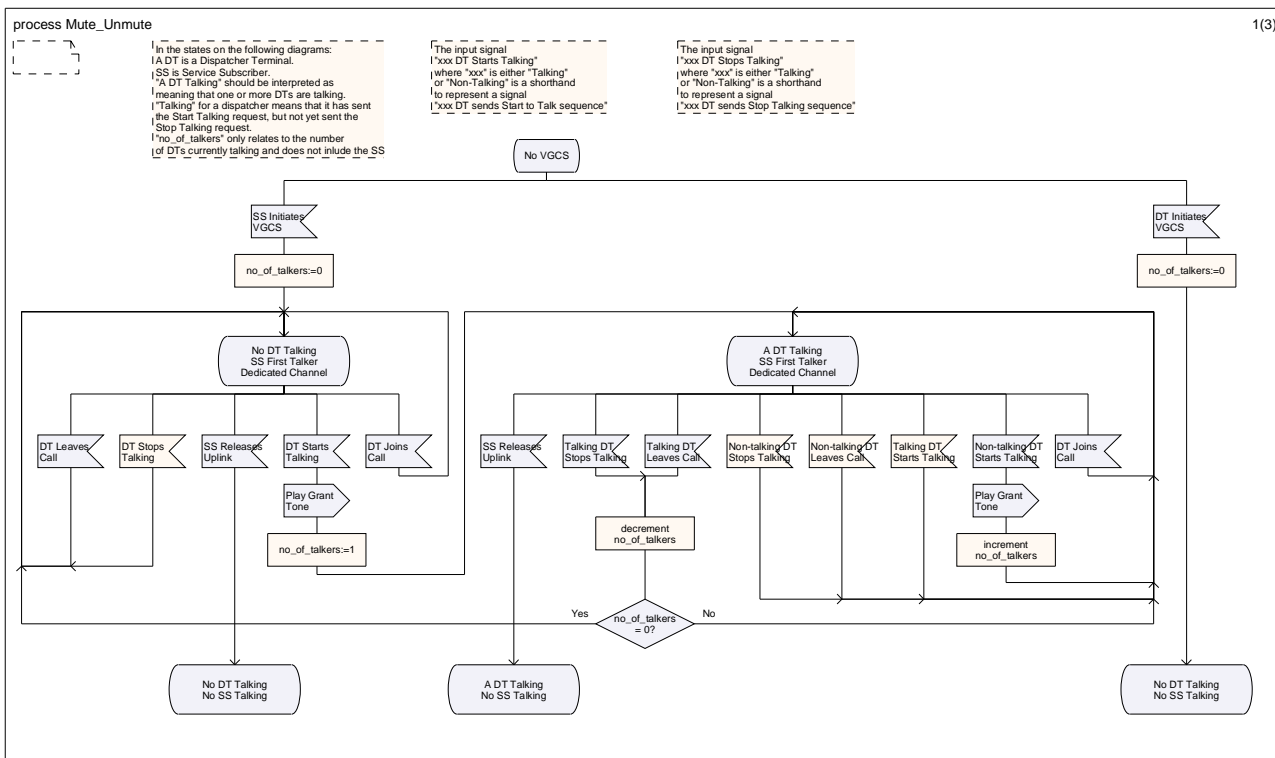 process Mute_Unmute
1(3)
In the states on the following diagrams:
A DT is a Dispatcher Terminal.
SS is Service Subscriber.
"A DT Talking" should be interpreted as
meaning that one or more DTs are talking.
"Talking" for a dispatcher means that it has sent
the Start Talking request, but not yet sent the
Stop Talking request.
"no_of_talkers" only relates to the number
of DTs currently talking and does not inlude the SS
The input signal
"xxx DT Starts Talking"
where "xxx" is either "Talking"
or "Non-Talking" is a shorthand
to represent a signal
"xxx DT sends Start to Talk sequence"
The input signal
"xxx DT Stops Talking"
where "xxx" is either "Talking"
or "Non-Talking" is a shorthand
to represent a signal
"xxx DT sends Stop Talking sequence"
No VGCS
SS Initiates
VGCS
DT Initiates
VGCS
no_of_talkers:=0
no_of_talkers:=0
No DT Talking
SS First Talker
Dedicated Channel
A DT Talking
SS First Talker
Dedicated Channel
DT Leaves
Call
DT Stops
Talking
SS Releases
Uplink
DT Starts
Talking
DT Joins
Call
SS Releases
Uplink
Talking DT
Stops Talking
Talking DT
Leaves Call
Non-talking DT
Stops Talking
Non-talking DT
Leaves Call
Talking DT
Starts Talking
Non-talking DT
Starts Talking
DT Joins
Call
Play Grant
Tone
Play Grant
Tone
no_of_talkers:=1
decrement
no_of_talkers
increment
no_of_talkers
Yes
no_of_talkers
= 0?
No
No DT Talking
No SS Talking
A DT Talking
No SS Talking
No DT Talking
No SS Talking